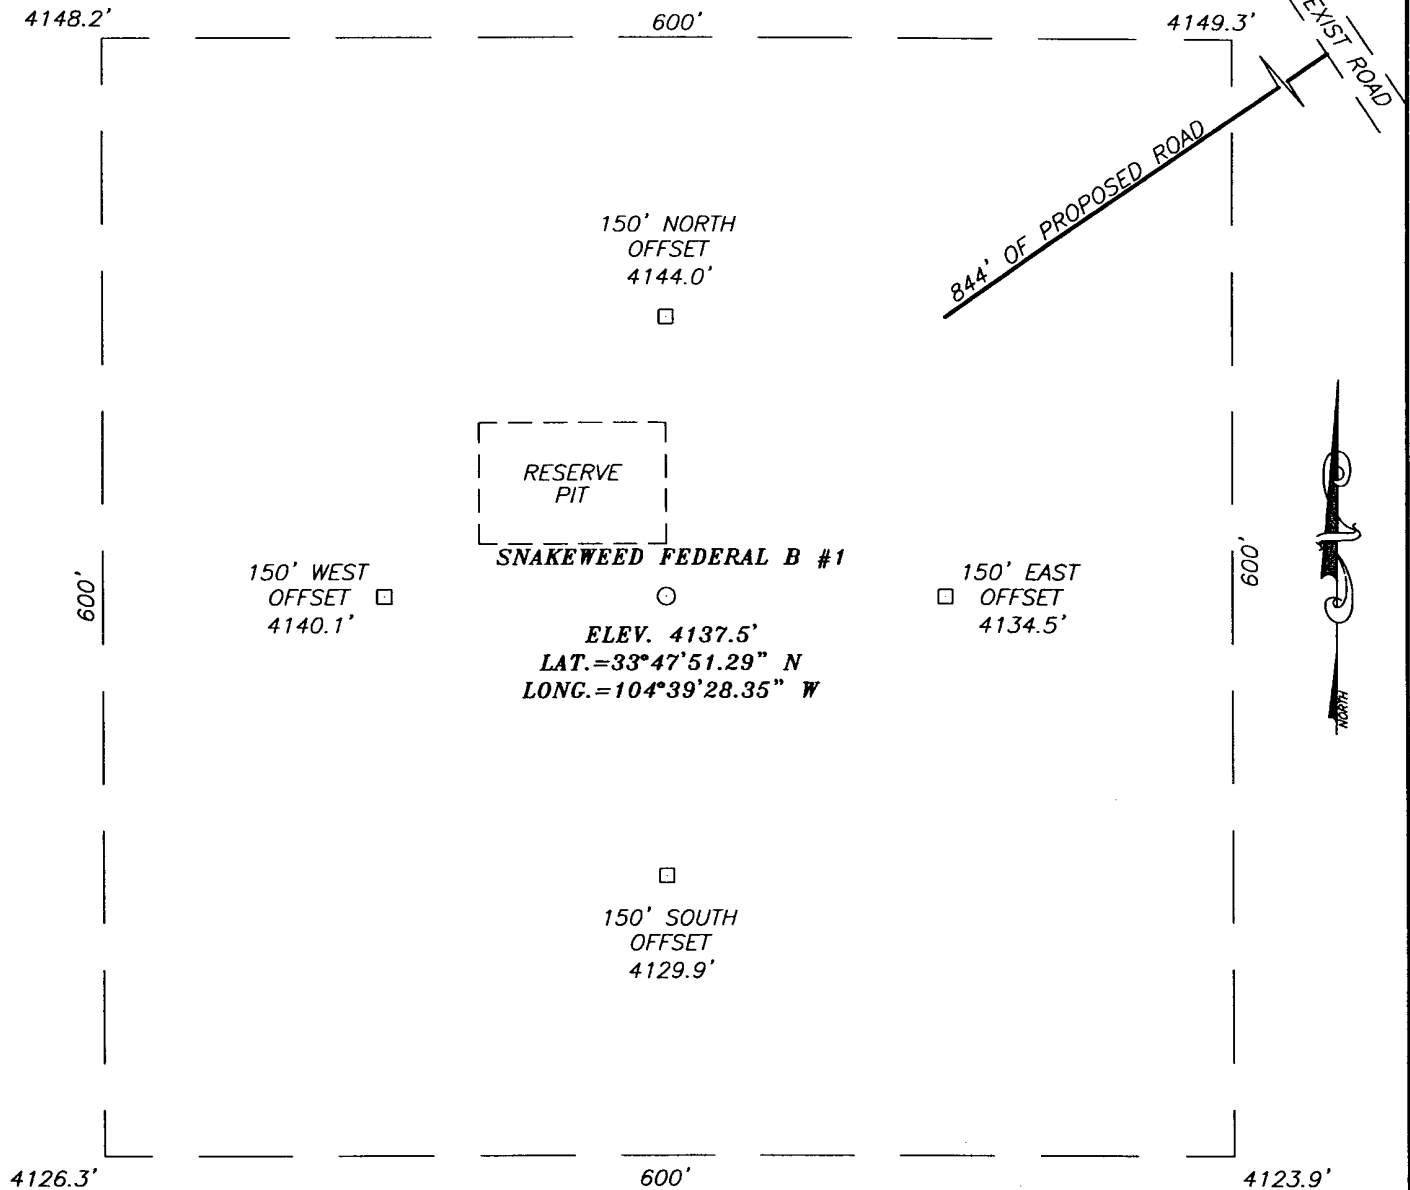 4148.2'
600'
4149.3'
EXIST ROAD
844' OF PROPOSED ROAD
150' NORTH
OFFSET
4144.0'
RESERVE
PIT
SNAKEWEED FEDERAL B #1
150' WEST
OFFSET
4140.1'
150' EAST
OFFSET
4134.5'
600'
600'
ELEV. 4137.5'
LAT.=33°47'51.29" N
LONG.=104°39'28.35" W
NORTH
150' SOUTH
OFFSET
4129.9'
4126.3'
600'
4123.9'